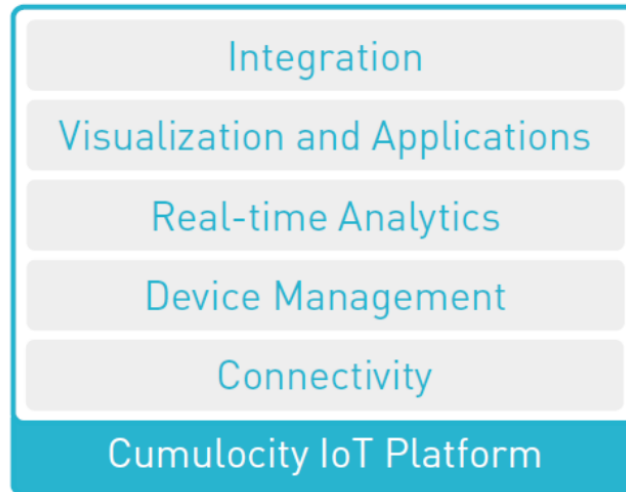 Integration
Visualization and Applications
Real-time Analytics
Device Management
Connectivity
Cumulocity IoT Platform